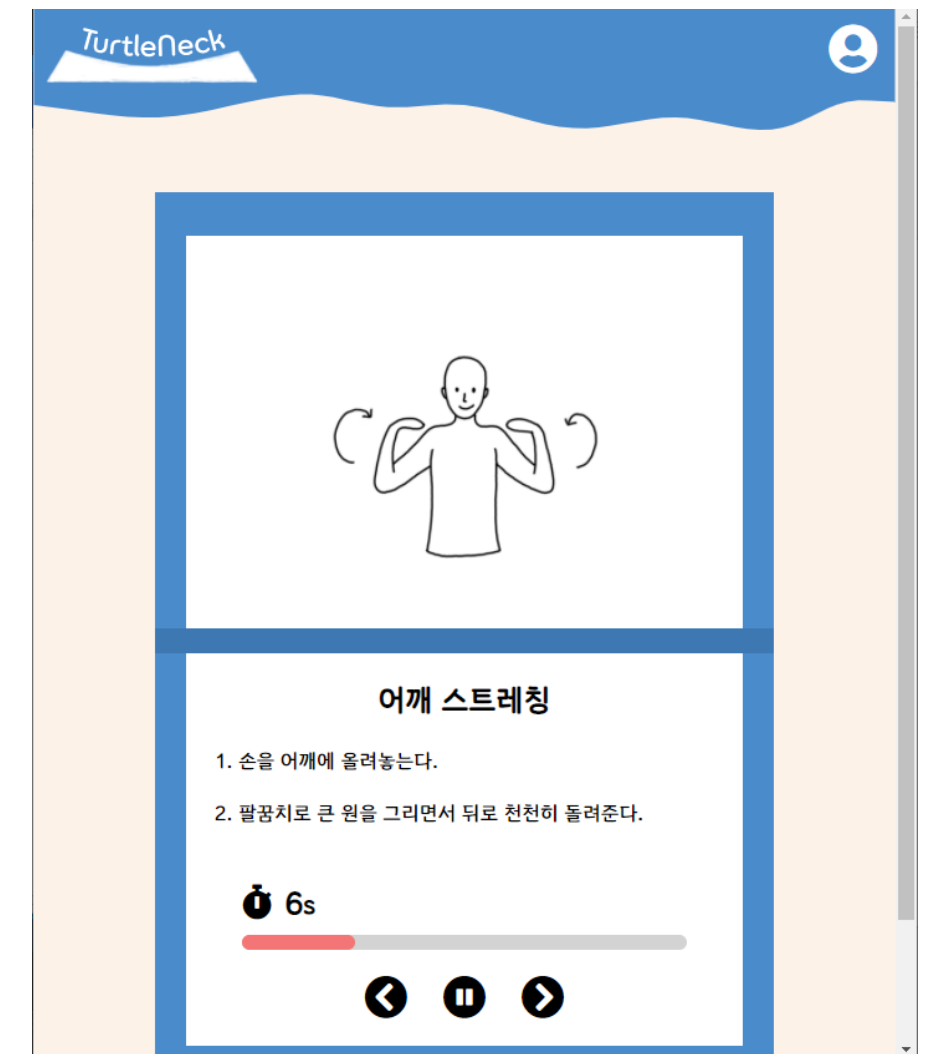 TurtleNeck
어깨 스트레칭
1. 손을 어깨에 올려놓는다.
2. 팔꿈치로 큰 원을 그리면서 뒤로 천천히 돌려준다.
6s